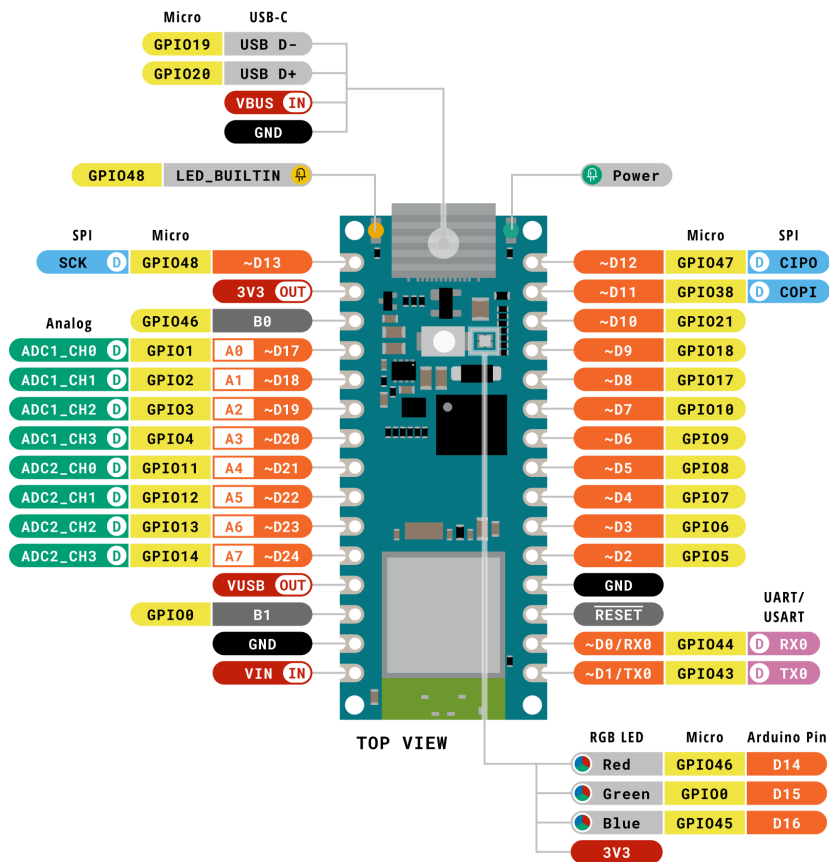 Micro USB-C
GPIO19 USB D-
GPIO20 USB D+
VBUS IN
GND
GPIO48 LED_BUILTIN
Power
SPI Micro
SCK D GPIO48 ~D13
3V3 OUT
GPIO46 B0
Analog
ADC1_CH0 D GPIO1 A0 ~D17
ADC1_CH1 D GPIO2 A1 ~D18
ADC1_CH2 D GPIO3 A2 ~D19
ADC1_CH3 D GPIO4 A3 ~D20
ADC2_CH0 D GPIO11 A4 ~D21
ADC2_CH1 D GPIO12 A5 ~D22
ADC2_CH2 D GPIO13 A6 ~D23
ADC2_CH3 D GPIO14 A7 ~D24
VUSB OUT
GPIO0 B1
GND
VIN IN
Micro SPI
~D12 GPIO47 D CIPO
~D11 GPIO38 D COPI
~D10 GPIO21
~D9 GPIO18
~D8 GPIO17
~D7 GPIO10
~D6 GPIO9
~D5 GPIO8
~D4 GPIO7
~D3 GPIO6
~D2 GPIO5
GND
RESET
UART/
USART
~D0/RX0 GPIO44 D RX0
~D1/TX0 GPIO43 D TX0
TOP VIEW
RGB LED Micro Arduino Pin
Red GPIO46 D14
Green GPIO0 D15
Blue GPIO45 D16
3V3